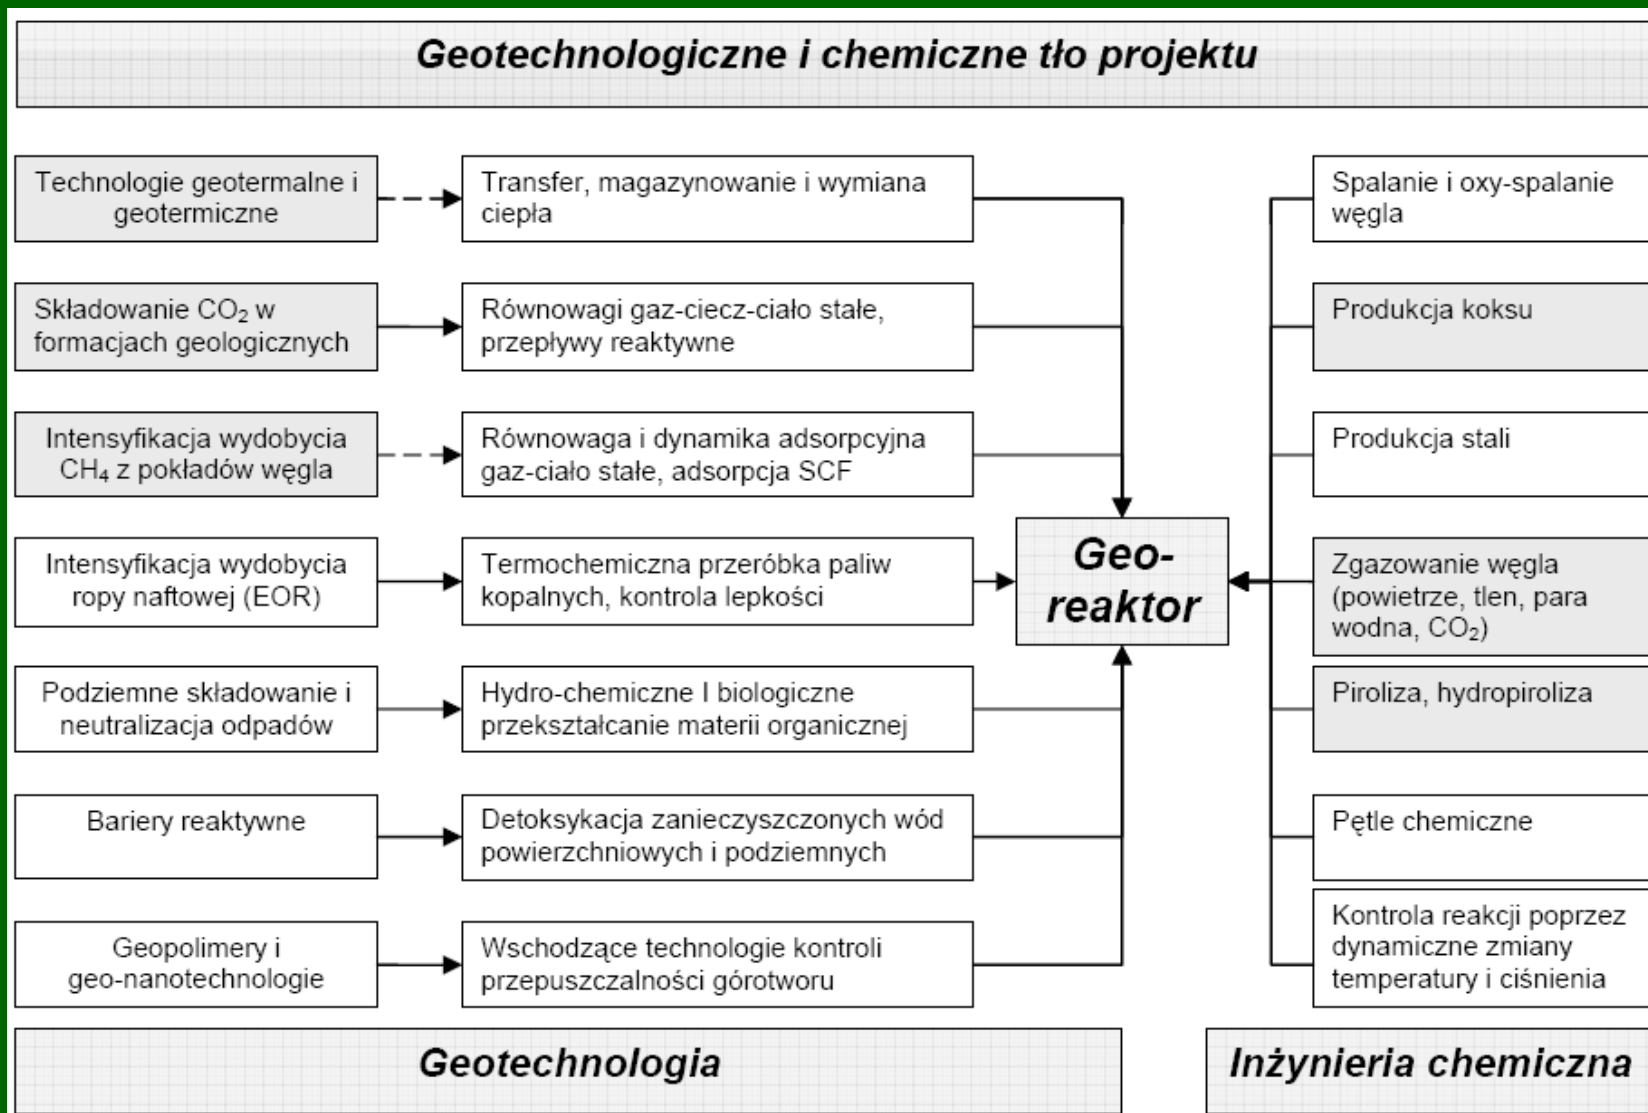 Geotechnologiczne i chemiczne tło projektu
Technologie geotermalne i
geotermiczne
Transfer, magazynowanie i wymiana
ciepła
Spalanie i oxy-spalanie
węgla
Składowanie CO₂ w
formacjach geologicznych
Równowagi gaz-ciecz-ciało stałe,
przepływy reaktywne
Produkcja koksu
Intensyfikacja wydobycia
CH₄ z pokładów węgla
Równowaga i dynamika adsorpcyjna
gaz-ciało stałe, adsorpcja SCF
Produkcja stali
Intensyfikacja wydobycia
ropy naftowej (EOR)
Termochemiczna przeróbka paliw
kopalnych, kontrola lepkości
Geo-
reaktor
Zgazowanie węgla
(powietrze, tlen, para
wodna, CO₂)
Podziemne składowanie i
neutralizacja odpadów
Hydro-chemiczne I biologiczne
przekształcanie materii organicznej
Piroliza, hydropiroliza
Bariery reaktywne
Detoksykacja zanieczyszczonych wód
powierzchniowych i podziemnych
Pętle chemiczne
Geopolimery i
geo-nanotechnologie
Wschodzące technologie kontroli
przepuszczalności górotworu
Kontrola reakcji poprzez
dynamiczne zmiany
temperatury i ciśnienia
Geotechnologia
Inżynieria chemiczna